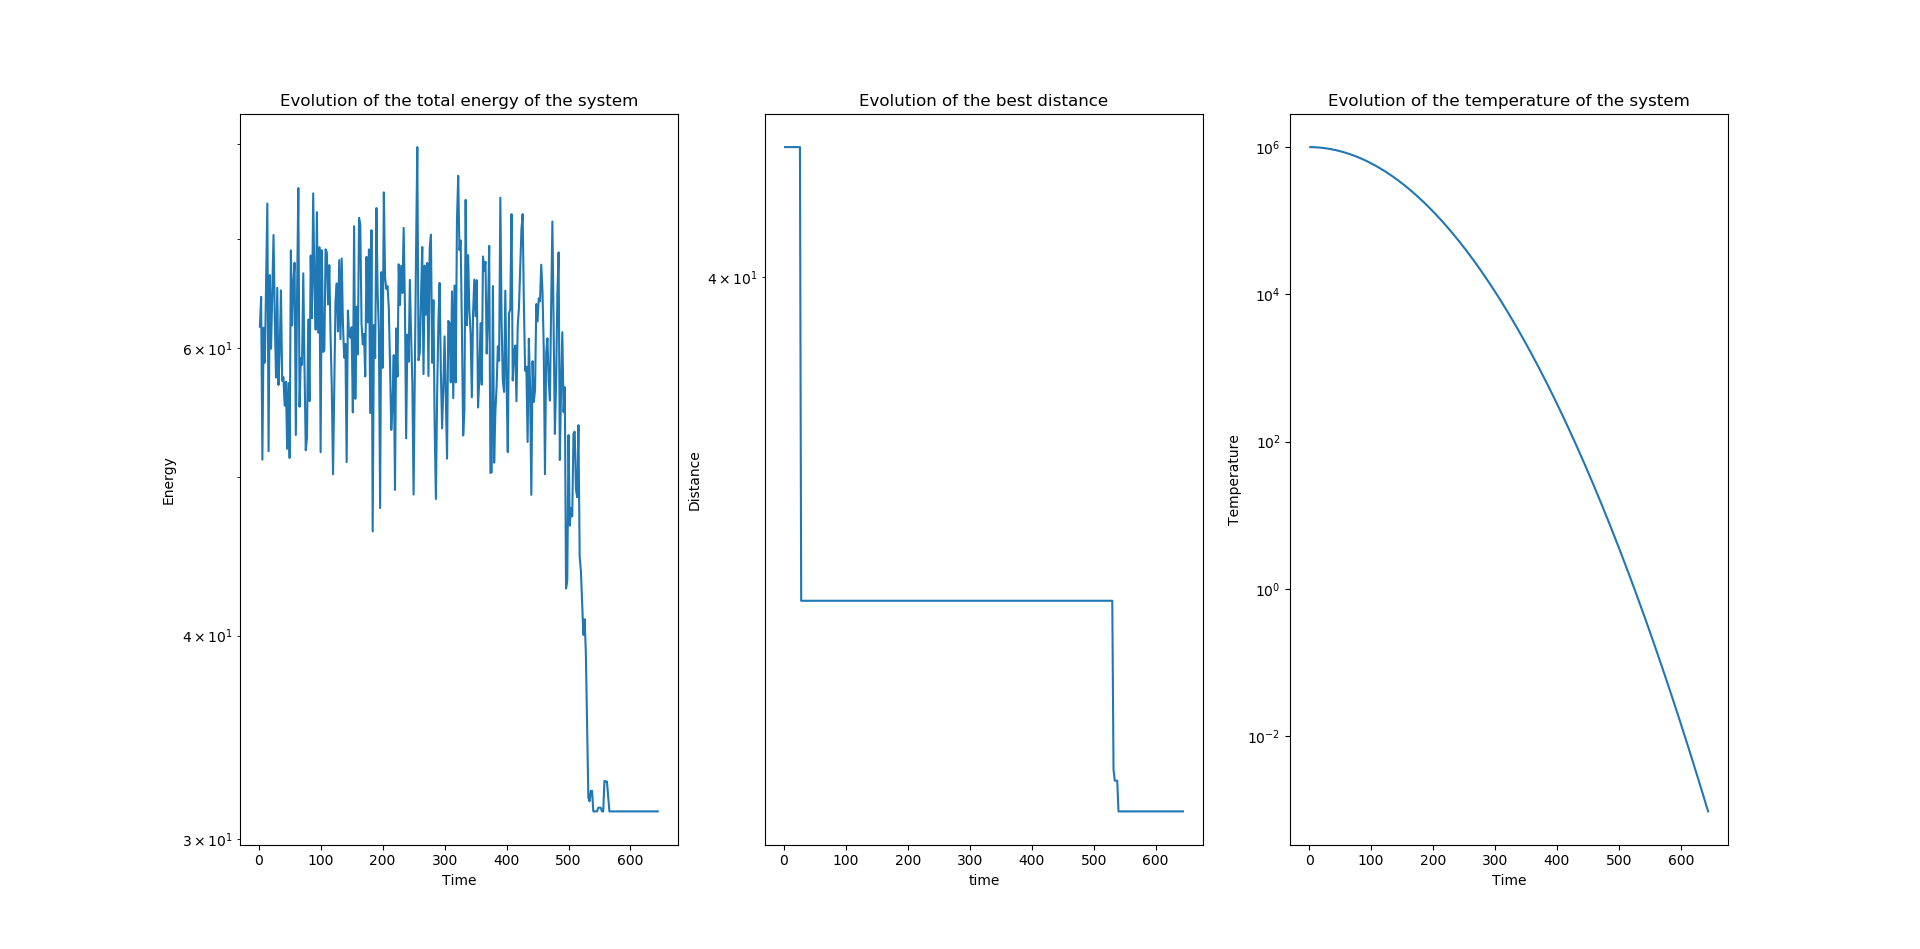 Evolution of the total energy of the system
6 × 10¹
4 × 10¹
3 × 10¹
Energy
0 100 200 300 400 500 600
Time
Evolution of the best distance
4 × 10¹
Distance
0 100 200 300 400 500 600
time
Evolution of the temperature of the system
10⁶
10⁴
10²
10⁰
10⁻²
Temperature
0 100 200 300 400 500 600
Time